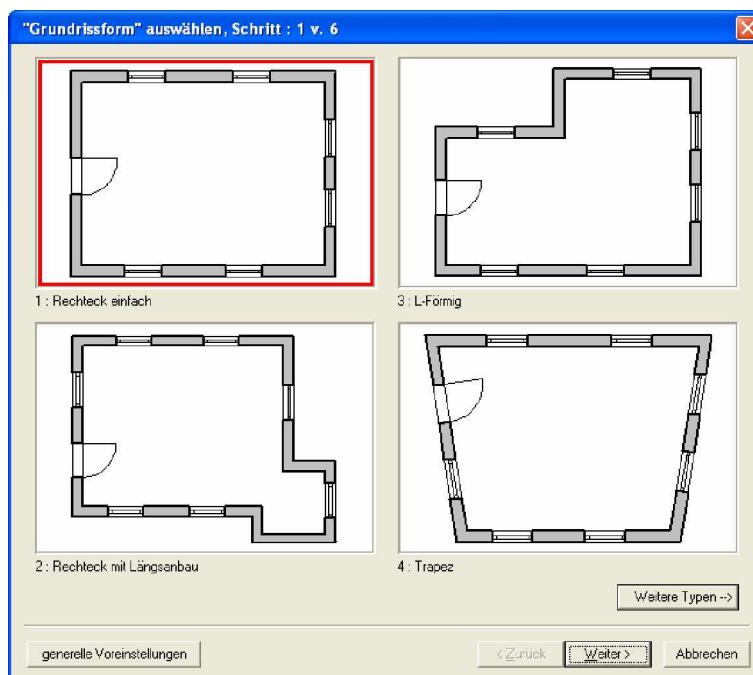 "Grundrissform" auswählen, Schritt : 1 v. 6
1 : Rechteck einfach
3 : L-Förmig
2 : Rechteck mit Längsanbau
4 : Trapez
Weitere Typen -->
generelle Voreinstellungen
< Zurück
Weiter >
Abbrechen